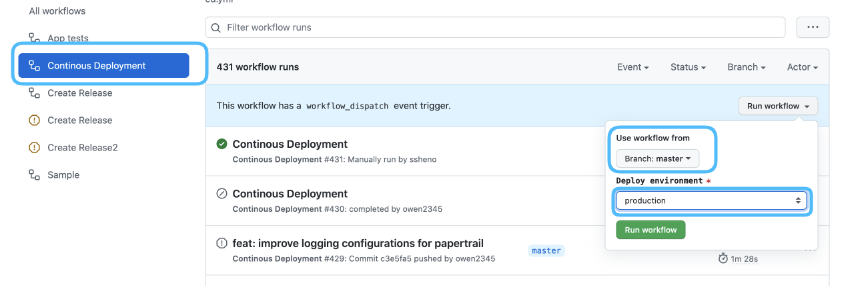 cd.yml
All workflows
Filter workflow runs
App tests
Continous Deployment
431 workflow runs
Event
Status
Branch
Actor
Create Release
This workflow has a workflow_dispatch event trigger.
Run workflow
Create Release
Use workflow from
Continous Deployment
Create Release2
Branch: master
Continous Deployment #431: Manually run by ssheno
Sample
Deploy environment *
Continous Deployment
production
Continous Deployment #430: completed by owen2345
Run workflow
feat: improve logging configurations for papertrail
master
Continous Deployment #429: Commit c3e5fa5 pushed by owen2345
1m 28s